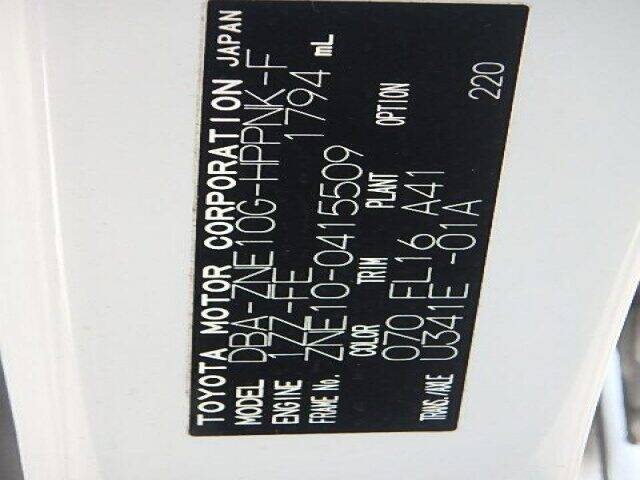 TOYOTA MOTOR CORPORATION JAPAN
MODEL DBA-ZNE10G-HPPNK-F
ENGINE 1ZZ-FE 1794 mL
FRAME No. ZNE10-0415509
COLOR TRIM PLANT OPTION
070 FL16 A41
TRANS./AXLE U341E -01A 220